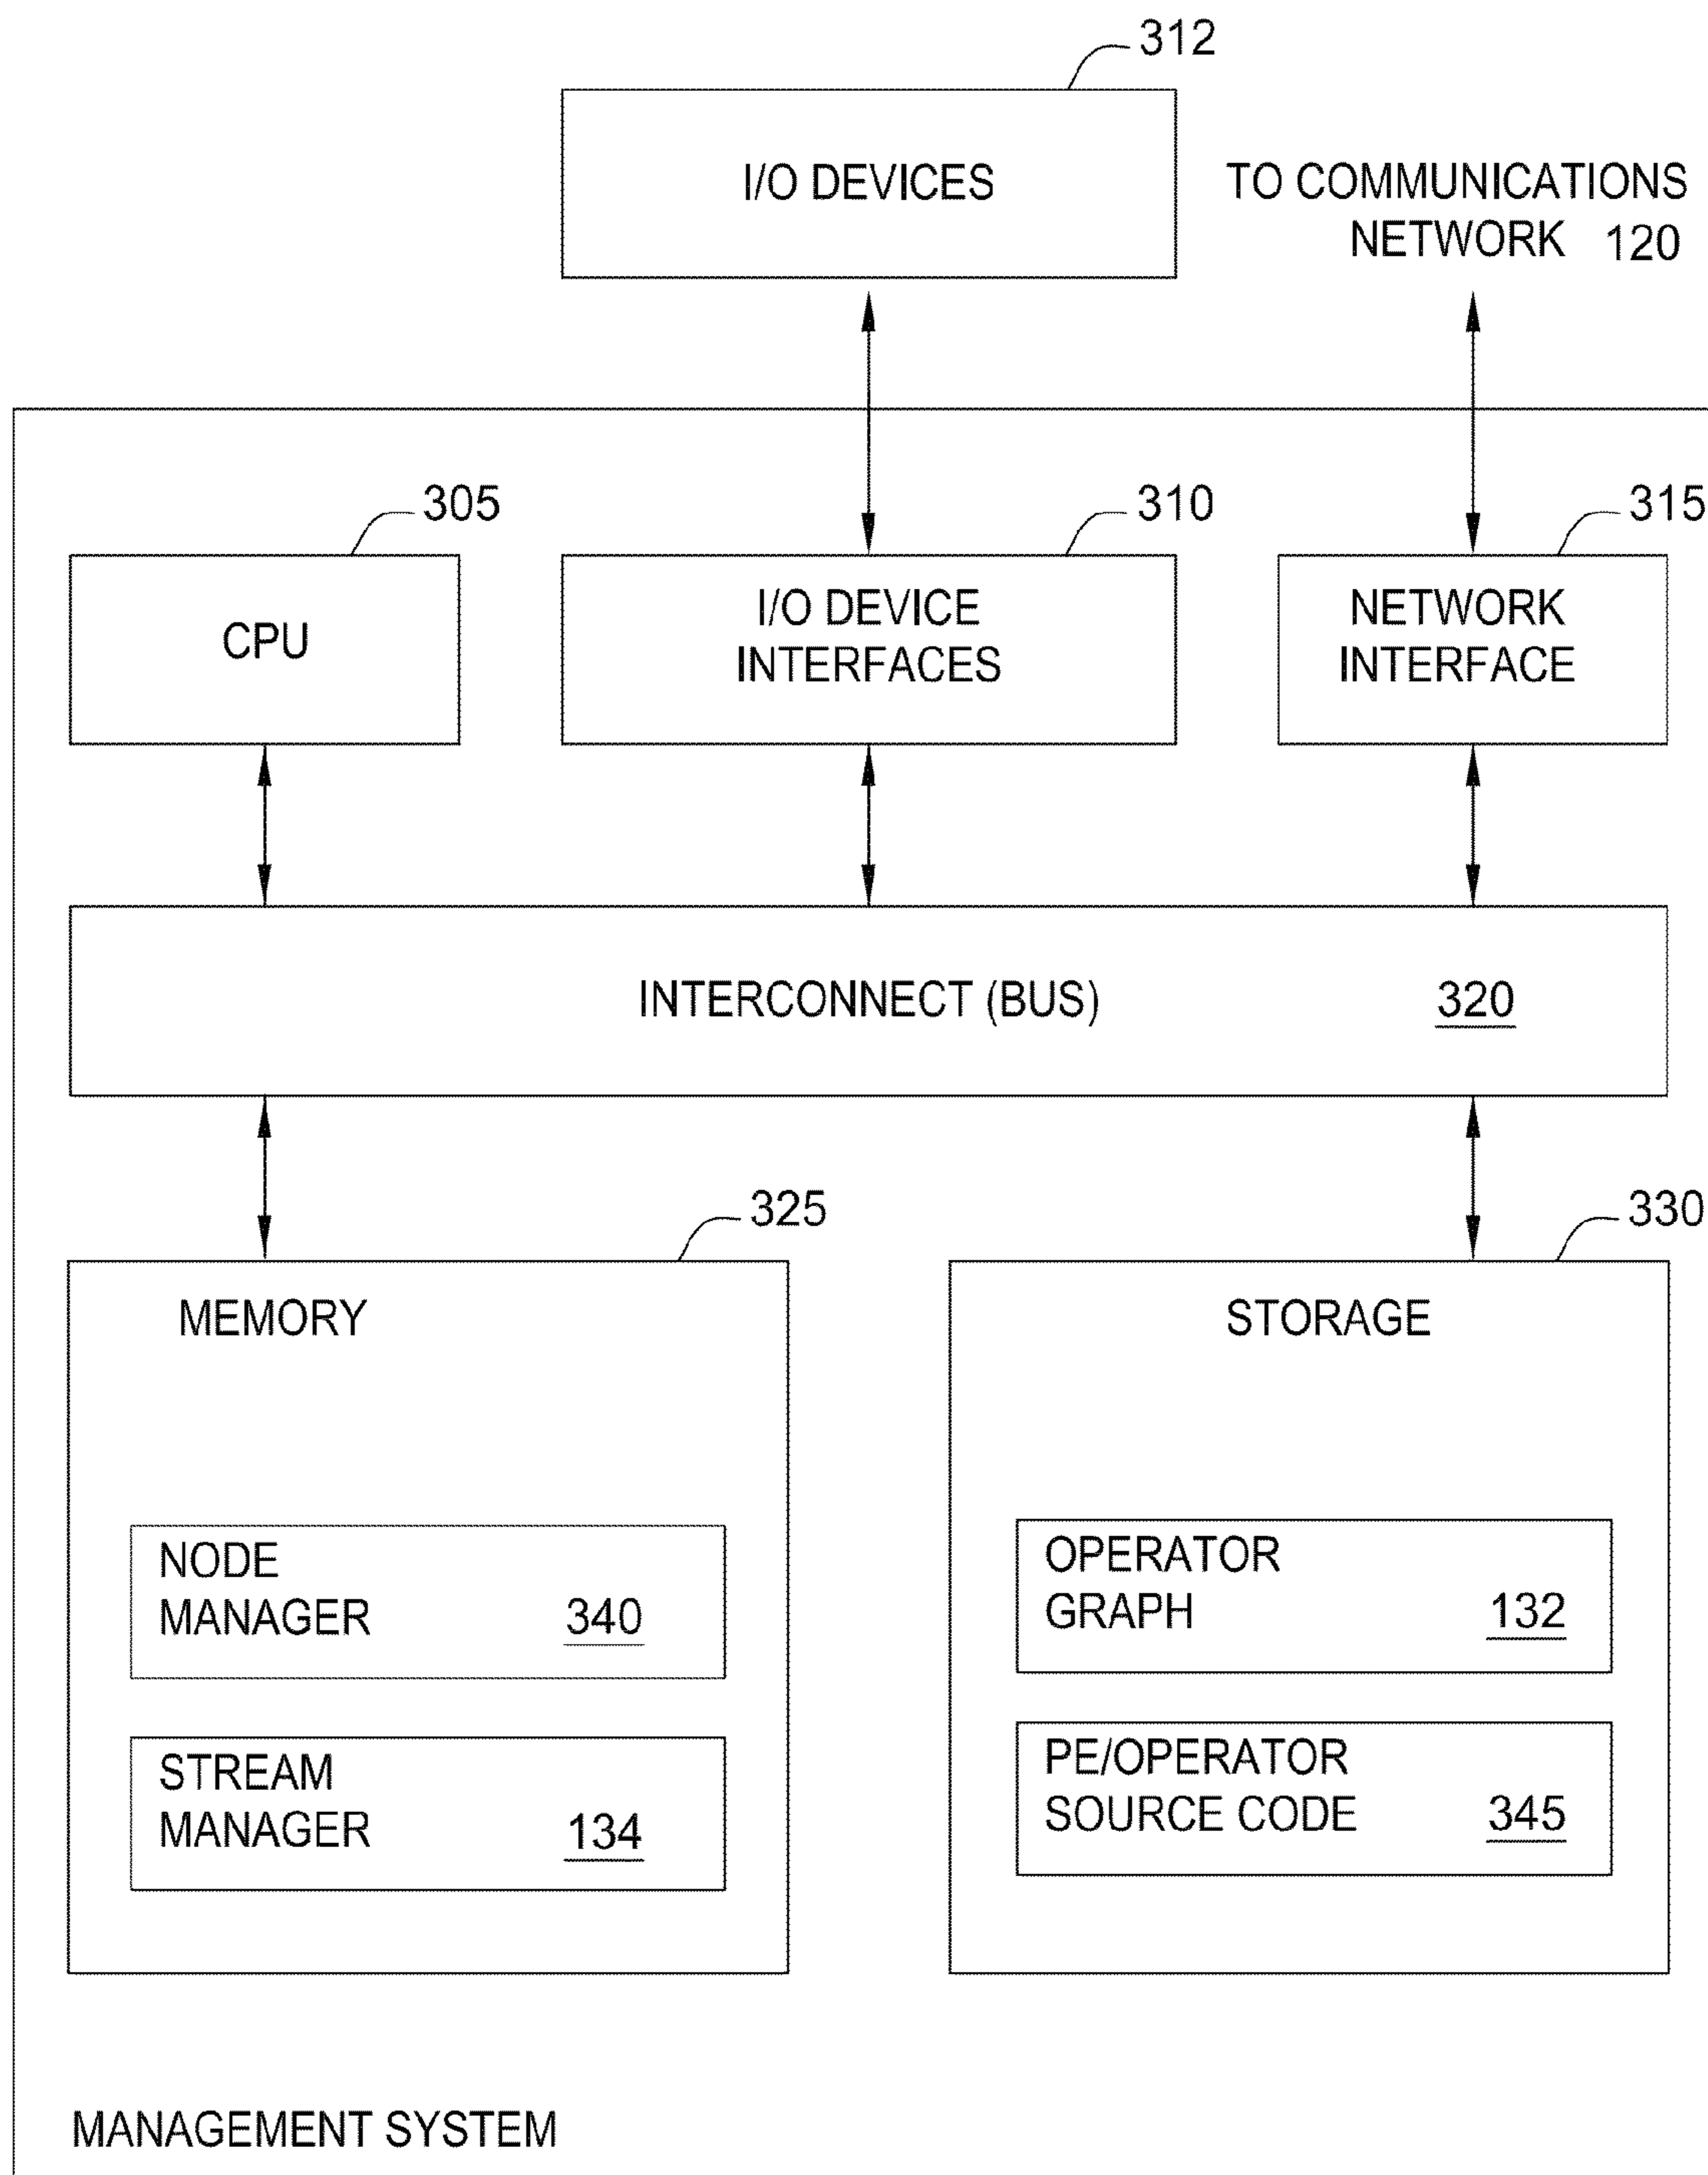 312
I/O DEVICES
TO COMMUNICATIONS
NETWORK 120
305
310
315
CPU
I/O DEVICE
INTERFACES
NETWORK
INTERFACE
INTERCONNECT (BUS) 320
325
330
MEMORY
NODE
MANAGER 340
STREAM
MANAGER 134
STORAGE
OPERATOR
GRAPH 132
PE/OPERATOR
SOURCE CODE 345
MANAGEMENT SYSTEM